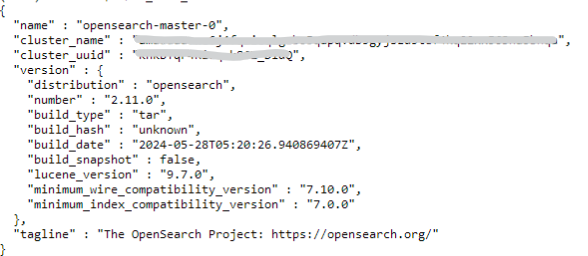 {
"name" : "opensearch-master-0",
"cluster_name" : "
"cluster_uuid" : "
"version" : {
"distribution" : "opensearch",
"number" : "2.11.0",
"build_type" : "tar",
"build_hash" : "unknown",
"build_date" : "2024-05-28T05:20:26.940869407Z",
"build_snapshot" : false,
"lucene_version" : "9.7.0",
"minimum_wire_compatibility_version" : "7.10.0",
"minimum_index_compatibility_version" : "7.0.0"
},
"tagline" : "The OpenSearch Project: https://opensearch.org/"
}